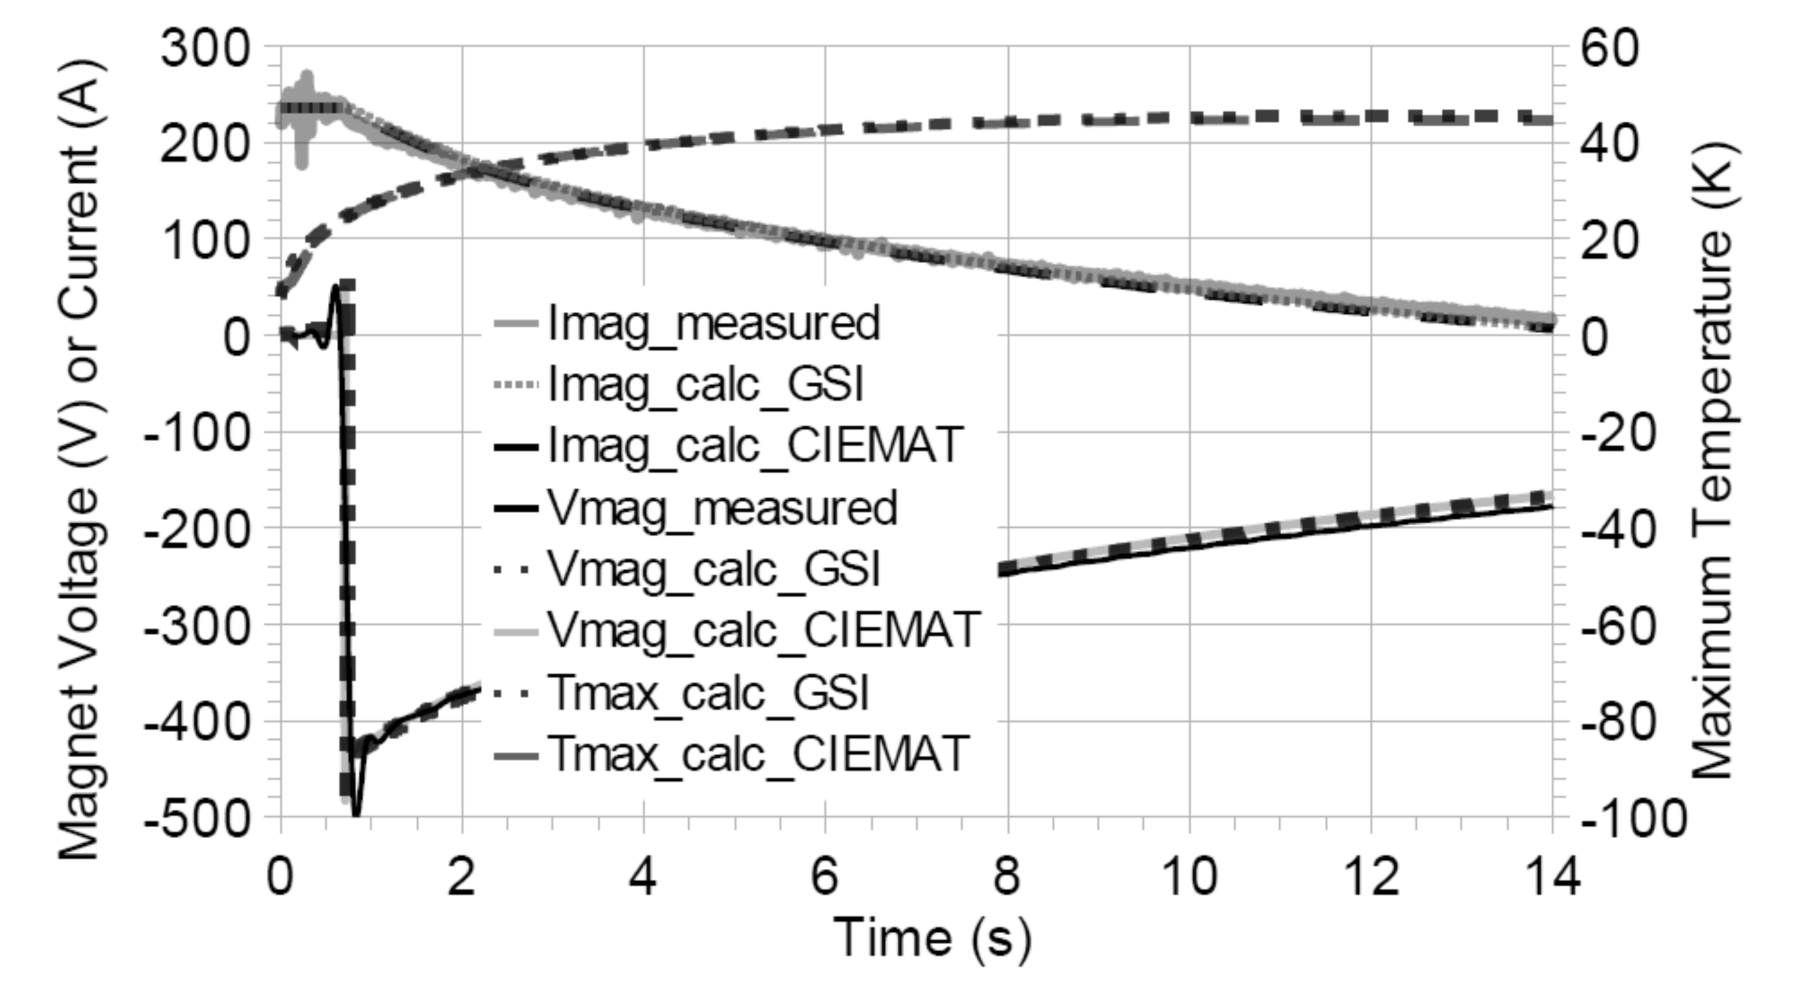 Magnet Voltage (V) or Current (A)
300
200
100
0
-100
-200
-300
-400
-500
Imag_measured
Imag_calc_GSI
Imag_calc_CIEMAT
Vmag_measured
Vmag_calc_GSI
Vmag_calc_CIEMAT
Tmax_calc_GSI
Tmax_calc_CIEMAT
60
40
20
0
-20
-40
-60
-80
-100
Maximum Temperature (K)
0 2 4 6 8 10 12 14
Time (s)